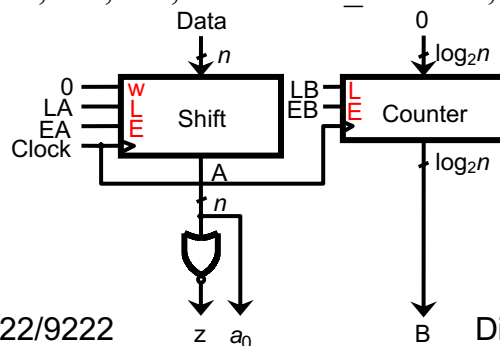 Data 0
n log₂n
0 w LB L
LA L Shift EB E Counter
EA E
Clock
A
n log₂n
22/9222 z a₀ B Di